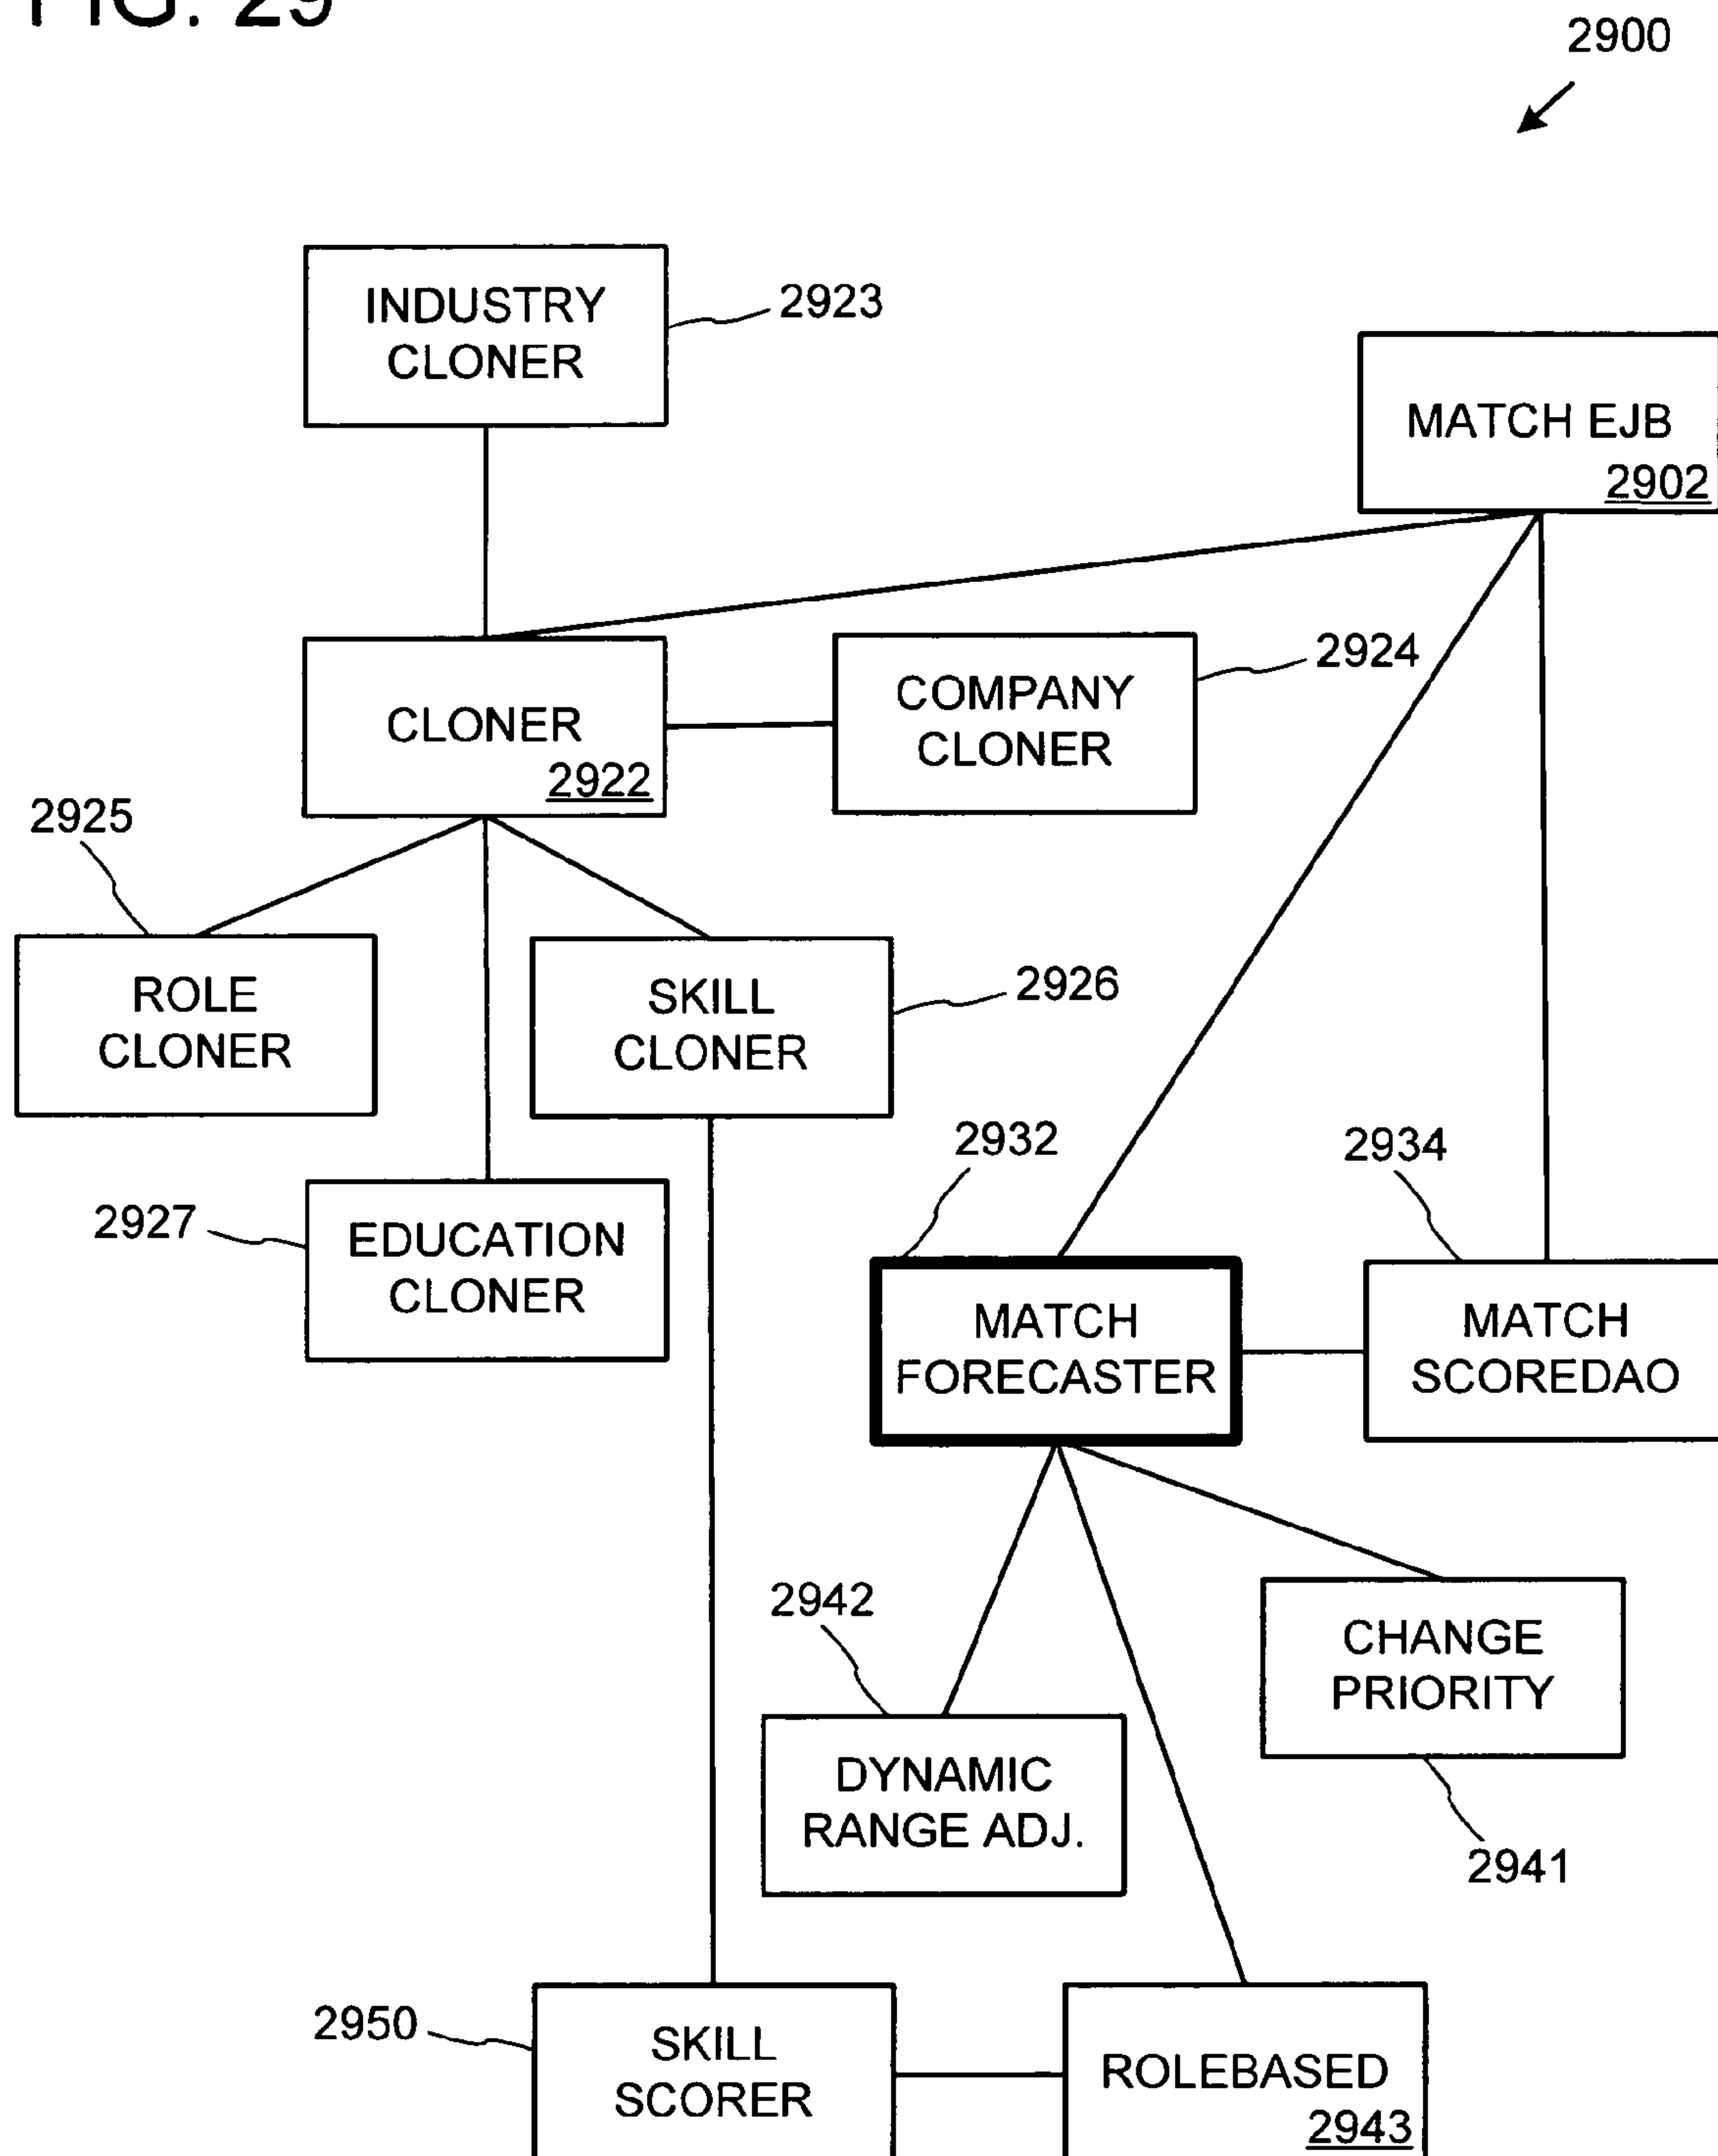 FIG. 29
2900
INDUSTRY
CLONER
2923
MATCH EJB
2902
CLONER
2922
COMPANY
CLONER
2924
2925
ROLE
CLONER
SKILL
CLONER
2926
2927
EDUCATION
CLONER
2932
MATCH
FORECASTER
2934
MATCH
SCOREDAO
2942
DYNAMIC
RANGE ADJ.
CHANGE
PRIORITY
2941
2950
SKILL
SCORER
ROLEBASED
2943